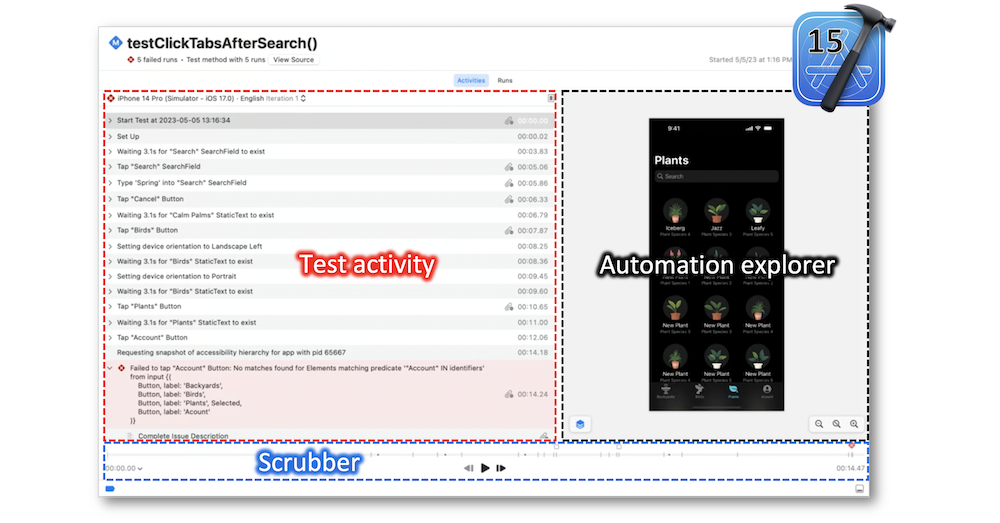 testClickTabsAfterSearch()
5 failed runs • Test method with 5 runs View Source
Started 5/5/23 at 1:16 PM
15
Activities Runs
iPhone 14 Pro (Simulator - iOS 17.0) · English Iteration 1
Start Test at 2023-05-05 13:16:34 00:00.00
Set Up 00:00.02
Waiting 3.1s for "Search" SearchField to exist 00:03.83
Tap "Search" SearchField 00:05.06
Type 'Spring' into "Search" SearchField 00:05.86
Tap "Cancel" Button 00:06.33
Waiting 3.1s for "Calm Palms" StaticText to exist 00:06.79
Tap "Birds" Button 00:07.87
Setting device orientation to Landscape Left 00:08.25
Waiting 3.1s for "Birds" StaticText to exist 00:08.36
Setting device orientation to Portrait 00:09.45
Waiting 3.1s for "Birds" StaticText to exist 00:09.60
Tap "Plants" Button 00:10.65
Waiting 3.1s for "Plants" StaticText to exist 00:11.00
Tap "Account" Button 00:12.06
Requesting snapshot of accessibility hierarchy for app with pid 65667 00:14.18
Failed to tap "Account" Button: No matches found for Elements matching predicate '"Account" IN identifiers'
from input {(
Button, label: 'Backyards',
Button, label: 'Birds', 00:14.24
Button, label: 'Plants', Selected,
Button, label: 'Acount'
)}
Complete Issue Description
Test activity
9:41
Plants
Search
Iceberg Jazz Leafy
Plant Species 4 Plant Species 3 Plant Species 5
Automation explorer
New Plant New Plant New Plant
New Plant New Plant New Plant
Plants
Scrubber
00:00.00 00:14.47